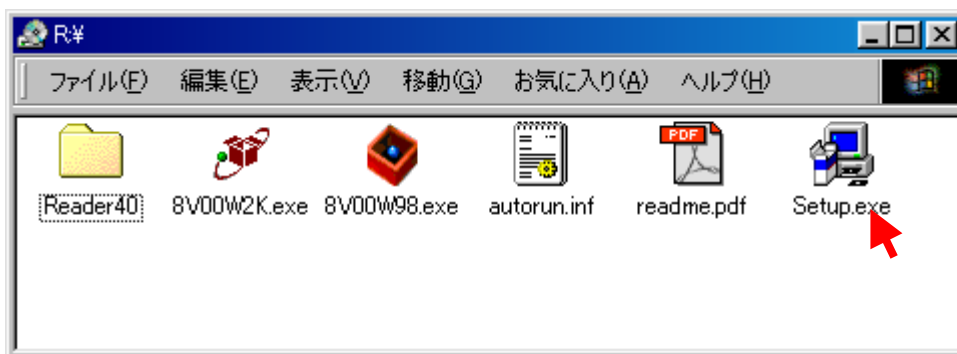 R:¥
ファイル(F) 編集(E) 表示(V) 移動(G) お気に入り(A) ヘルプ(H)
PDF
Reader40 8V00W2K.exe 8V00W98.exe autorun.inf readme.pdf Setup.exe